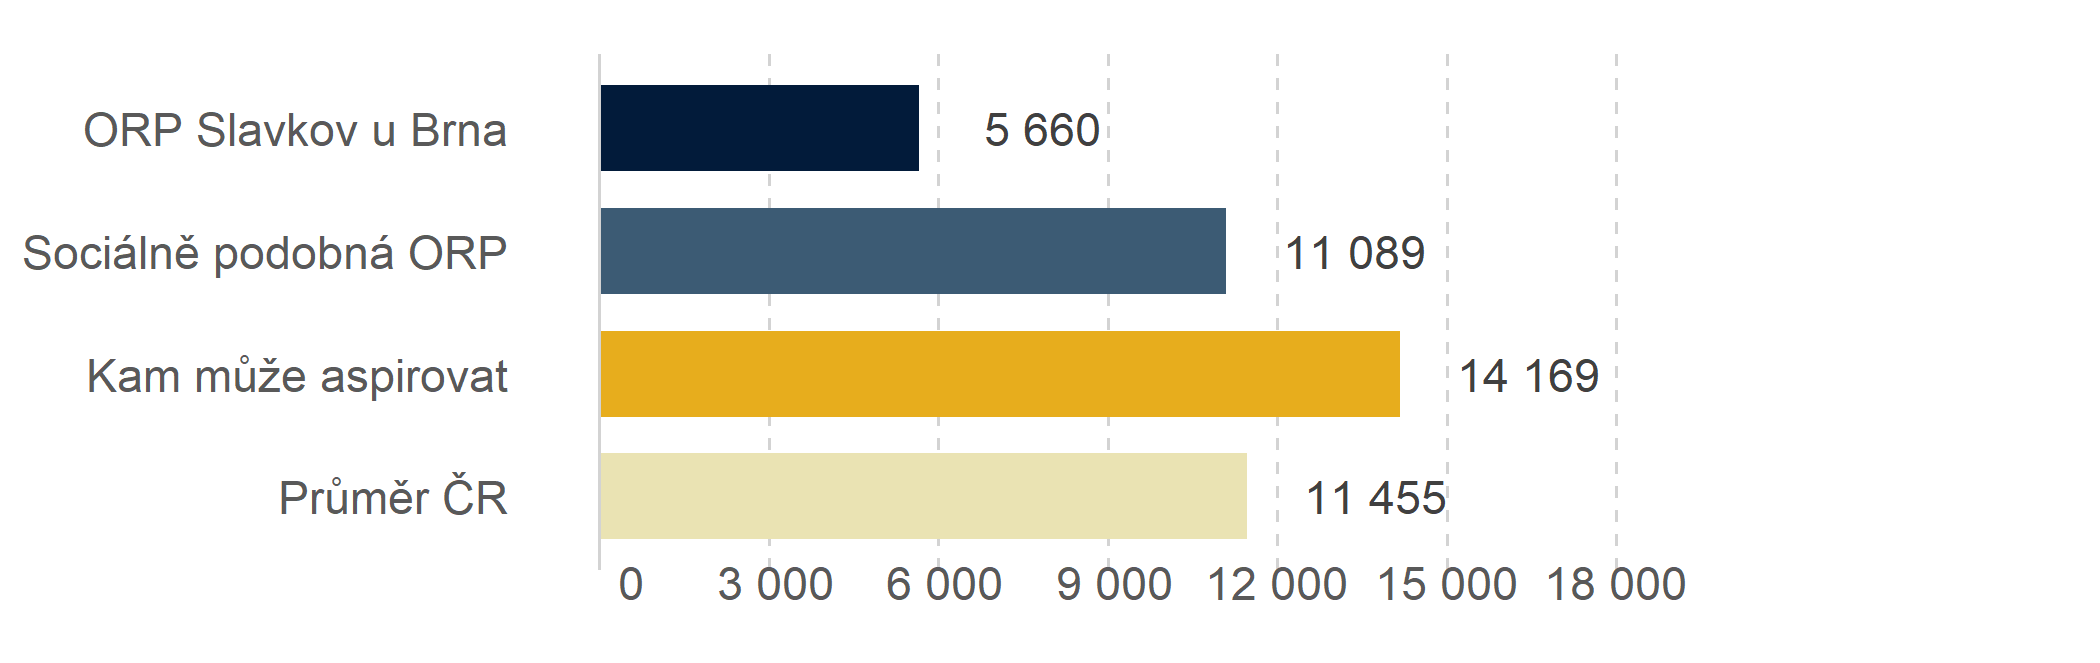 ORP Slavkov u Brna 5 660
Sociálně podobná ORP 11 089
Kam může aspirovat 14 169
Průměr ČR 11 455
0 3 000 6 000 9 000 12 000 15 000 18 000